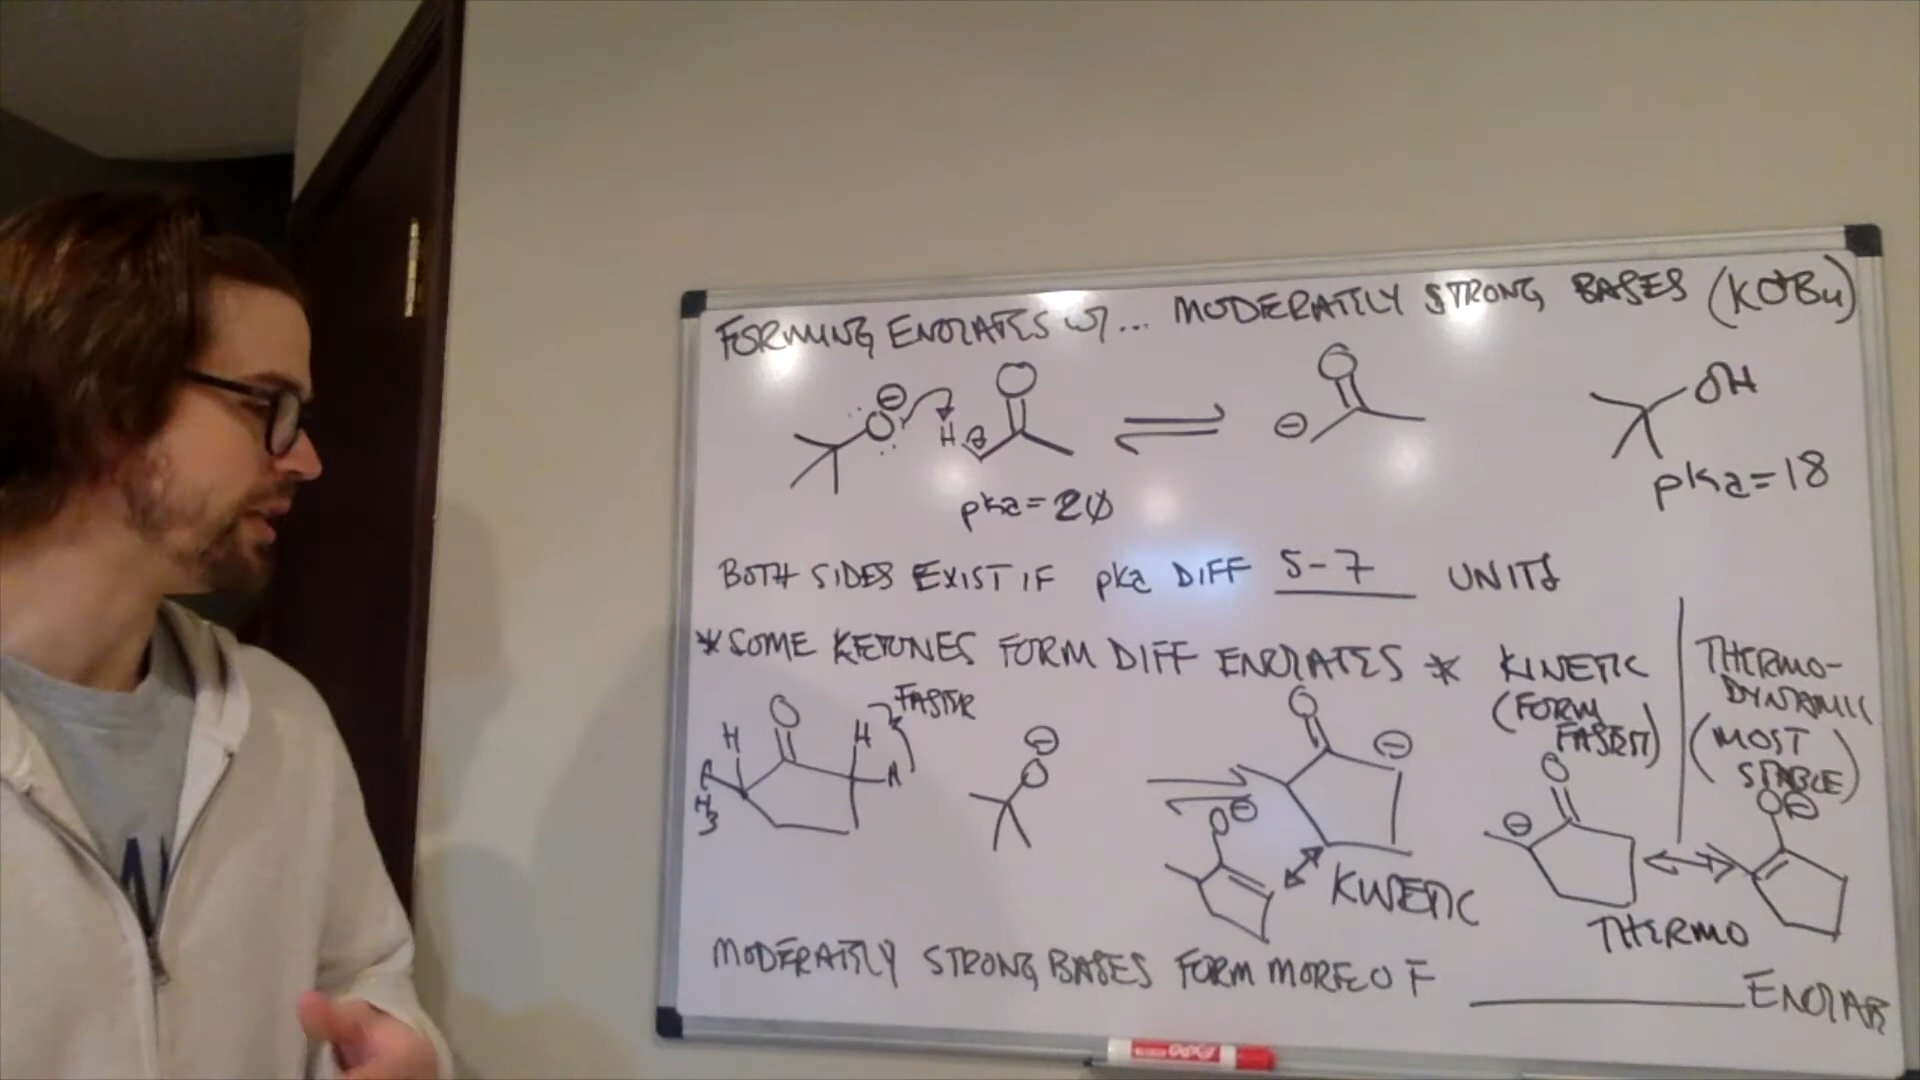 FORMING ENOLATES w/... MODERATLY STRONG BASES (KOtBu)
⊖
O
H
O
⊖
O
OH
pka=20
pka=18
BOTH SIDES EXIST IF pka DIFF 5-7 UNITS
*SOME KETONES FORM DIFF ENOLATES *
KINETIC
(FORM
FASTEST)
THERMO-
DYNAMIC
(MOST
STABLE)
FASTER
H
O
H
H
⊖
O
O
⊖
O
⊖
KINETIC
O
⊖
O
⊖
THERMO
MODERATLY STRONG BASES FORM MORE OF ________ ENOLATE